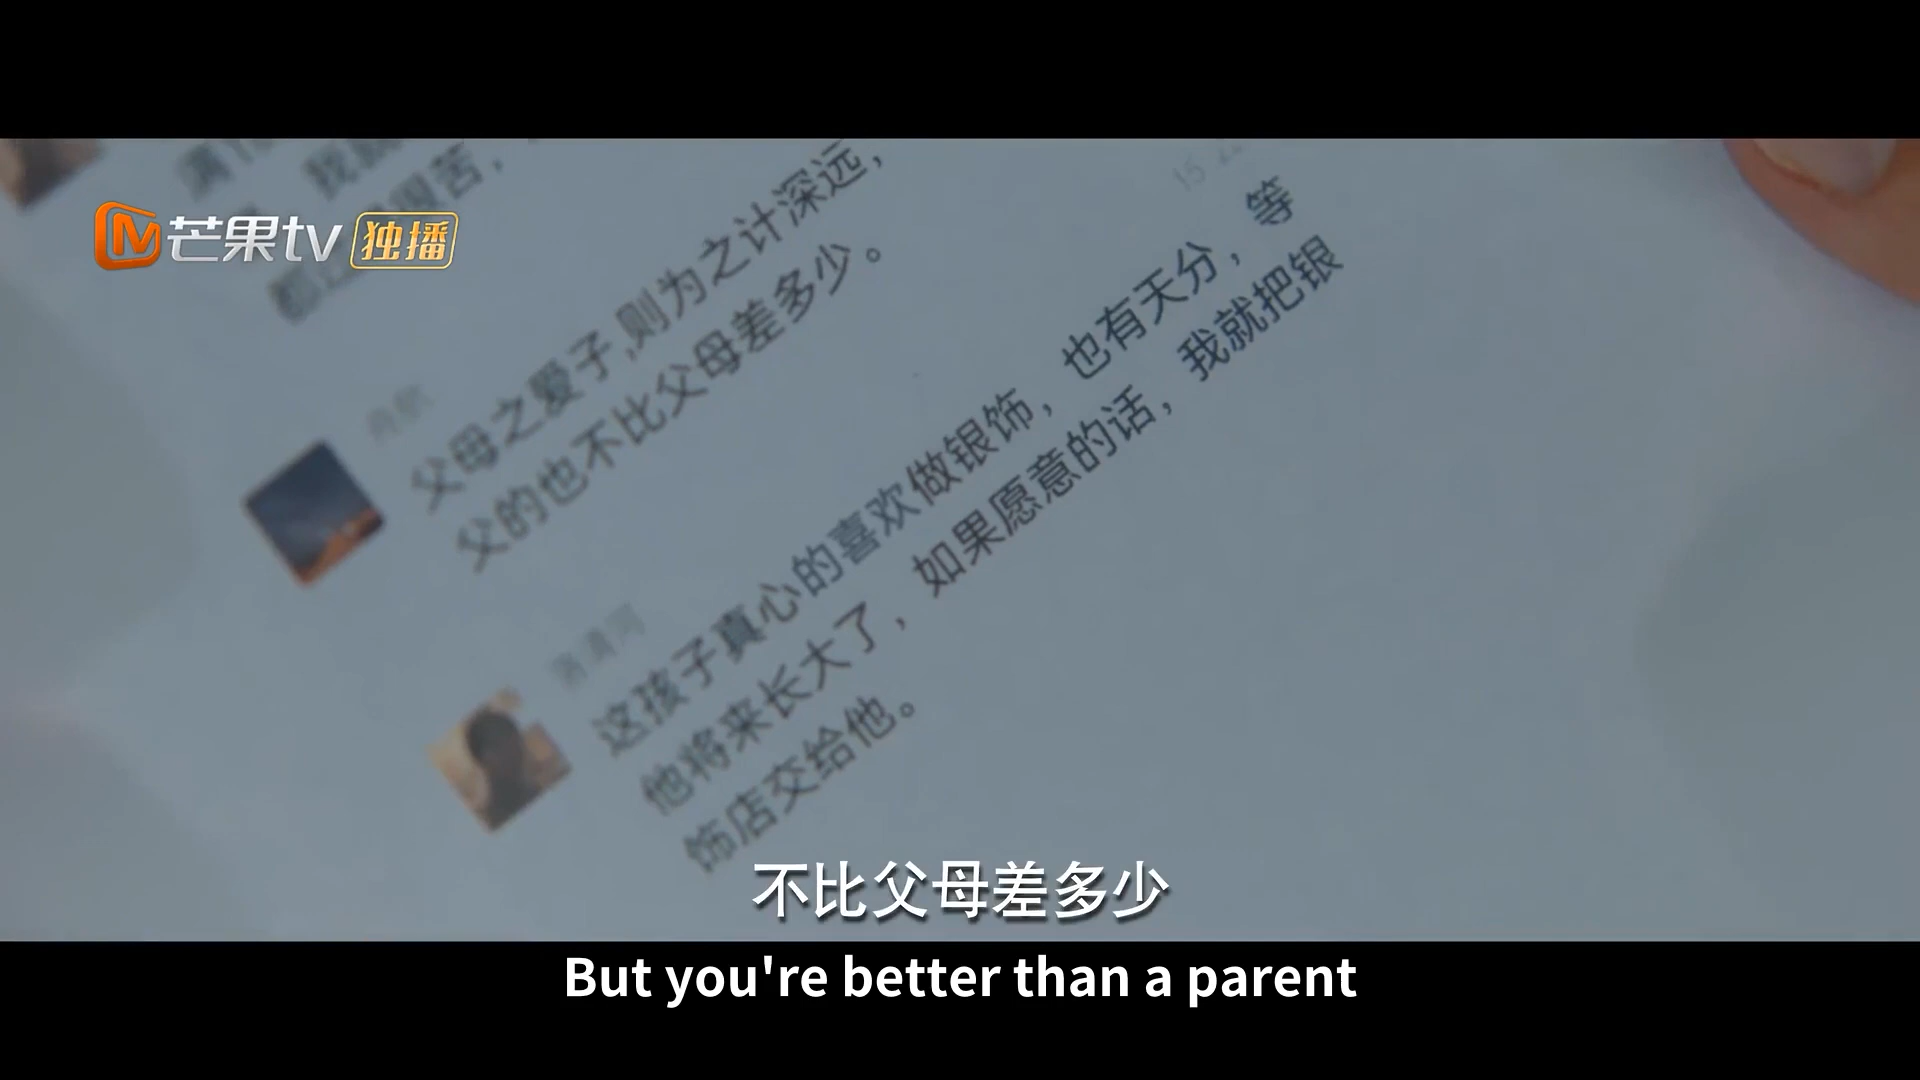 芒果tv 独播
苦，
父母之爱子,则为之计深远，
父的也不比父母差多少。
这孩子真心的喜欢做银饰，也有天分，等
他将来长大了，如果愿意的话，我就把银
饰店交给他。
不比父母差多少
But you're better than a parent